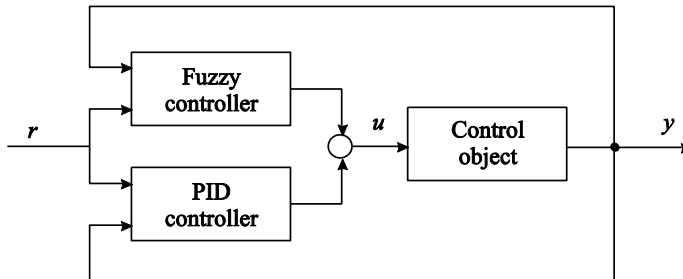 Fuzzy
controller
r
u
Control
object
y
PID
controller